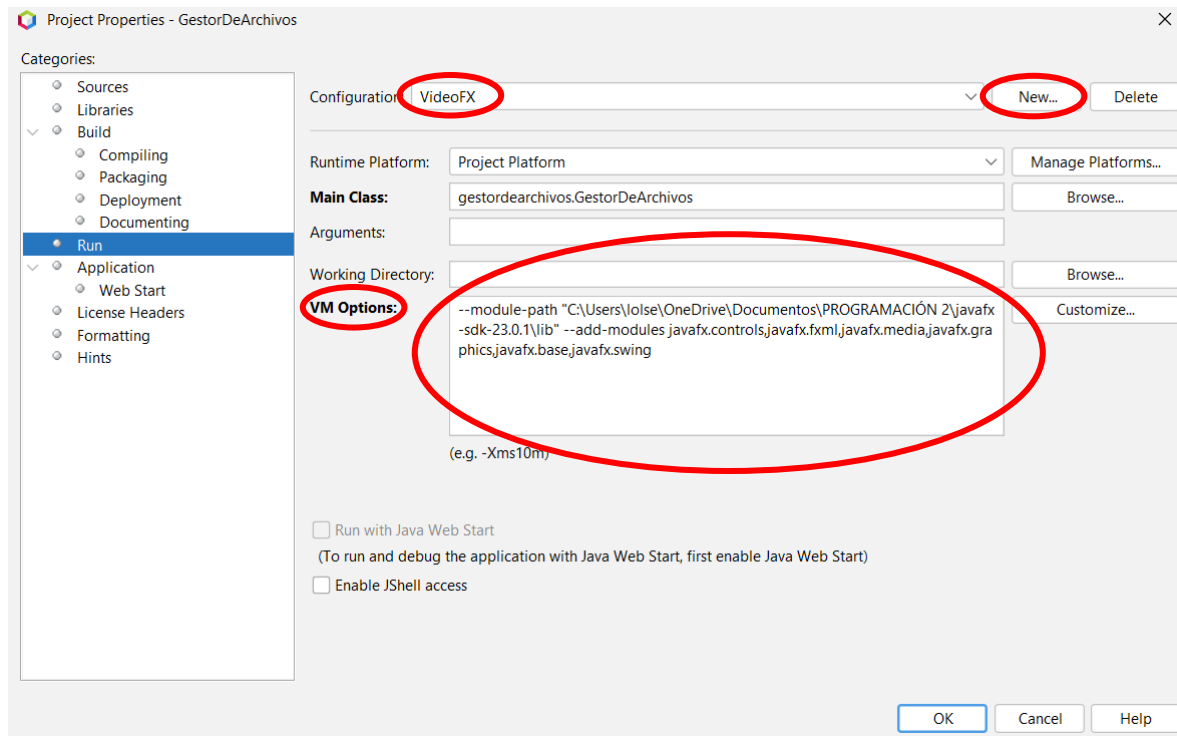 Project Properties - GestorDeArchivos
Categories:
Sources
Libraries
Build
Compiling
Packaging
Deployment
Documenting
Run
Application
Web Start
License Headers
Formatting
Hints
Configuration: VideoFX New... Delete
Runtime Platform: Project Platform Manage Platforms...
Main Class: gestordearchivos.GestorDeArchivos Browse...
Arguments:
Working Directory: Browse...
VM Options: --module-path "C:\Users\lolse\OneDrive\Documentos\PROGRAMACIÓN 2\javafx Customize...
-sdk-23.0.1\lib" --add-modules javafx.controls,javafx.fxml,javafx.media,javafx.gra
phics,javafx.base,javafx.swing
(e.g. -Xms10m)
Run with Java Web Start
(To run and debug the application with Java Web Start, first enable Java Web Start)
Enable JShell access
OK Cancel Help